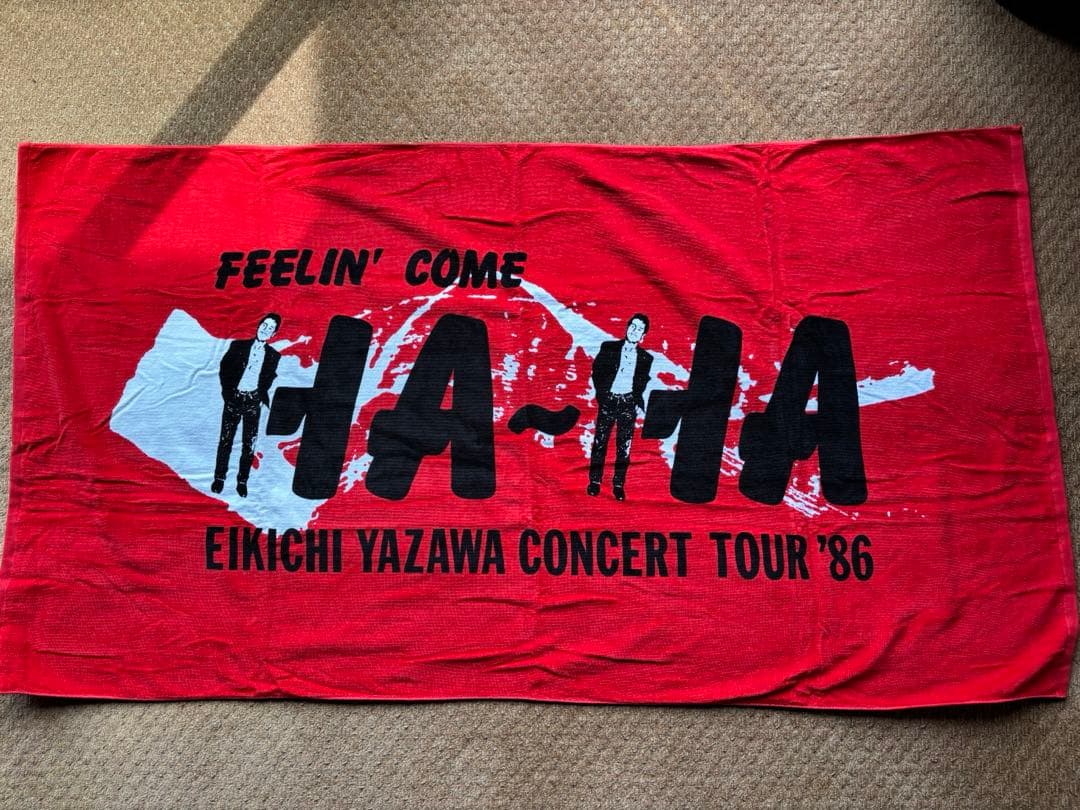 FEELIN' COME
HA~HA
EIKICHI YAZAWA CONCERT TOUR '86